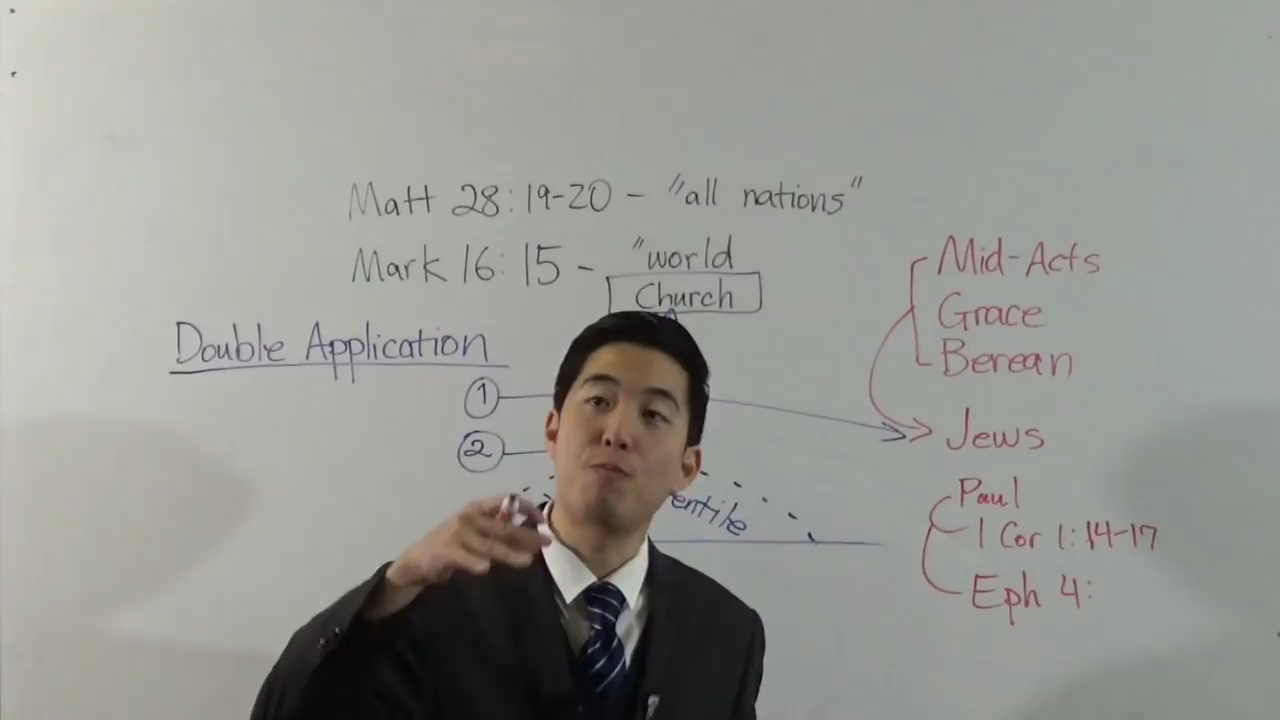 Matt 28:19-20 - "all nations"
Mark 16:15 - "world
Church
Double Application
1
2
entile
Mid-Acts
Grace
Berean
Jews
Paul
1 Cor 1:14-17
Eph 4: